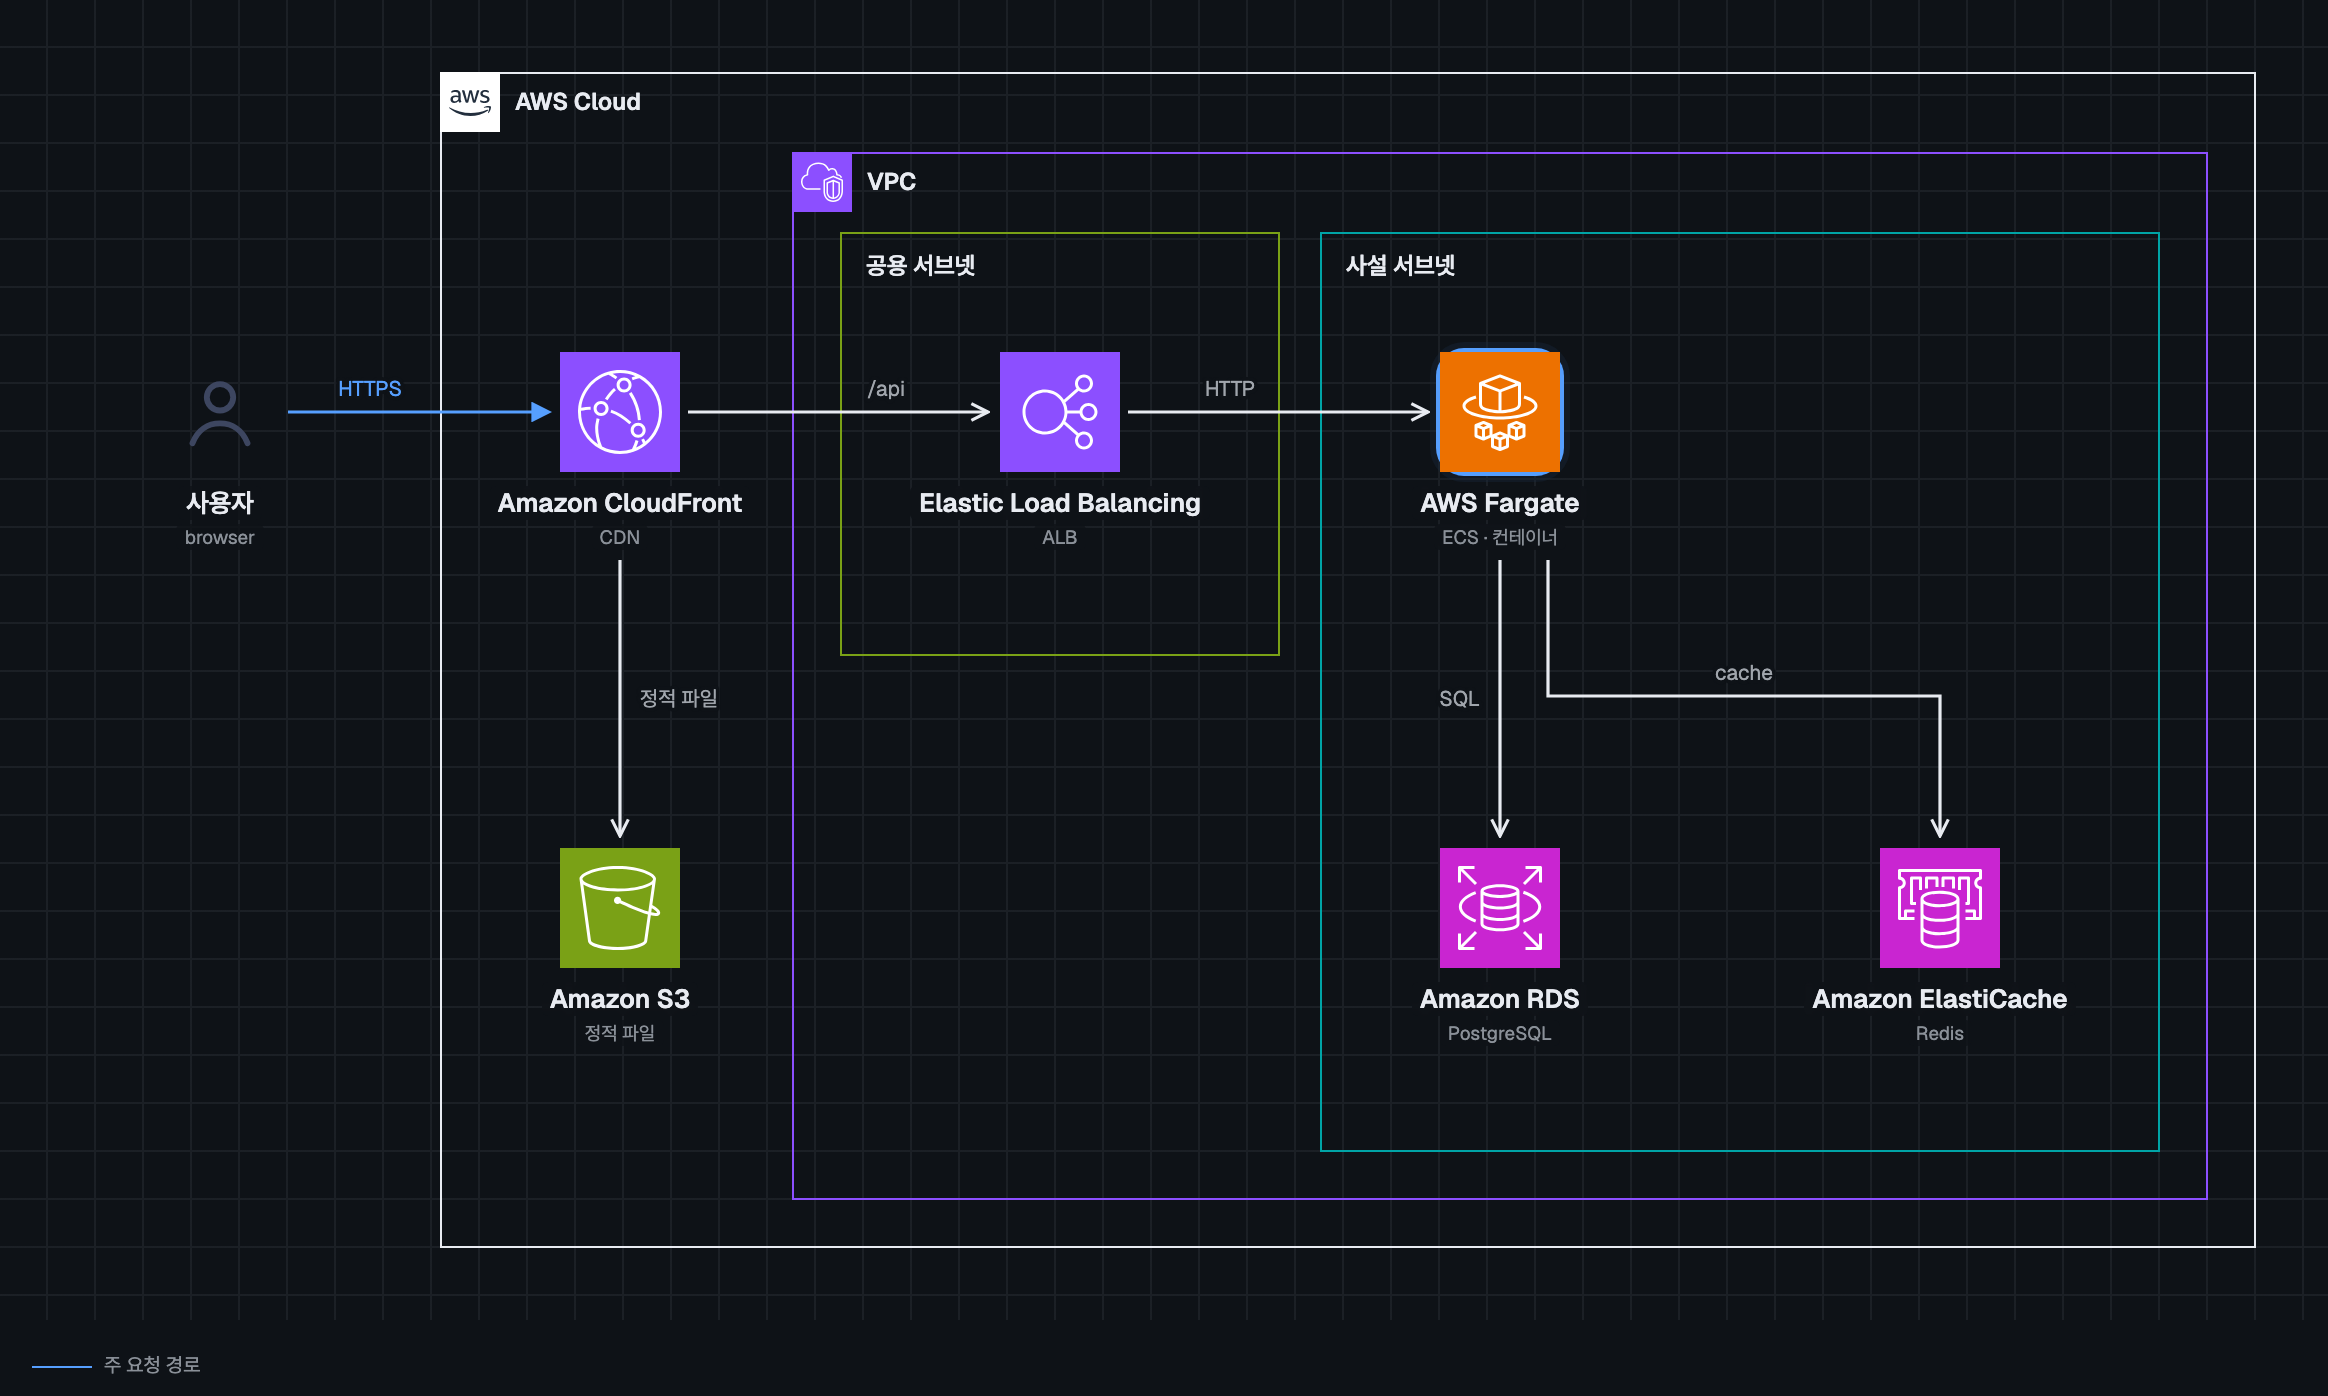 aws
AWS Cloud
VPC
공용 서브넷
사설 서브넷
HTTPS
/api
HTTP
사용자
browser
Amazon CloudFront
CDN
Elastic Load Balancing
ALB
AWS Fargate
ECS · 컨테이너
정적 파일
SQL
cache
Amazon S3
정적 파일
Amazon RDS
PostgreSQL
Amazon ElastiCache
Redis
주 요청 경로